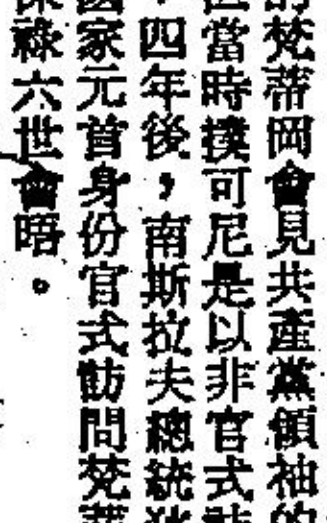 的梵蒂岡會見共產黨領袖的
當時撲可尼是以非官式
四年後，南斯拉夫總統狄
國家元首身份官式訪問梵蒂
祿六世會晤。